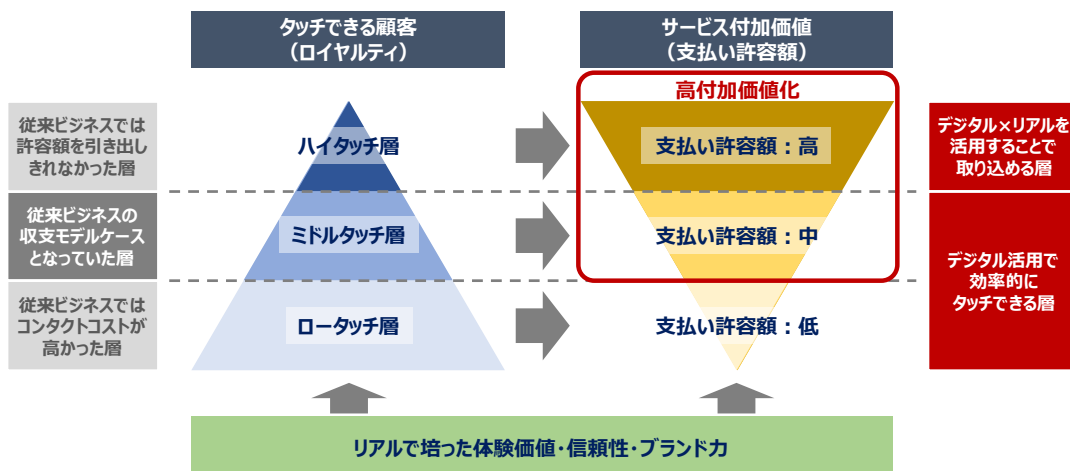 タッチできる顧客
（ロイヤルティ）
サービス付加価値
（支払い許容額）
高付加価値化
従来ビジネスでは
許容額を引き出し
きれなかった層
ハイタッチ層
支払い許容額：高
デジタル×リアルを
活用することで
取り込める層
従来ビジネスの
収支モデルケース
となっていた層
ミドルタッチ層
支払い許容額：中
デジタル活用で
効率的に
タッチできる層
従来ビジネスでは
コンタクトコストが
高かった層
ロータッチ層
支払い許容額：低
リアルで培った体験価値・信頼性・ブランド力